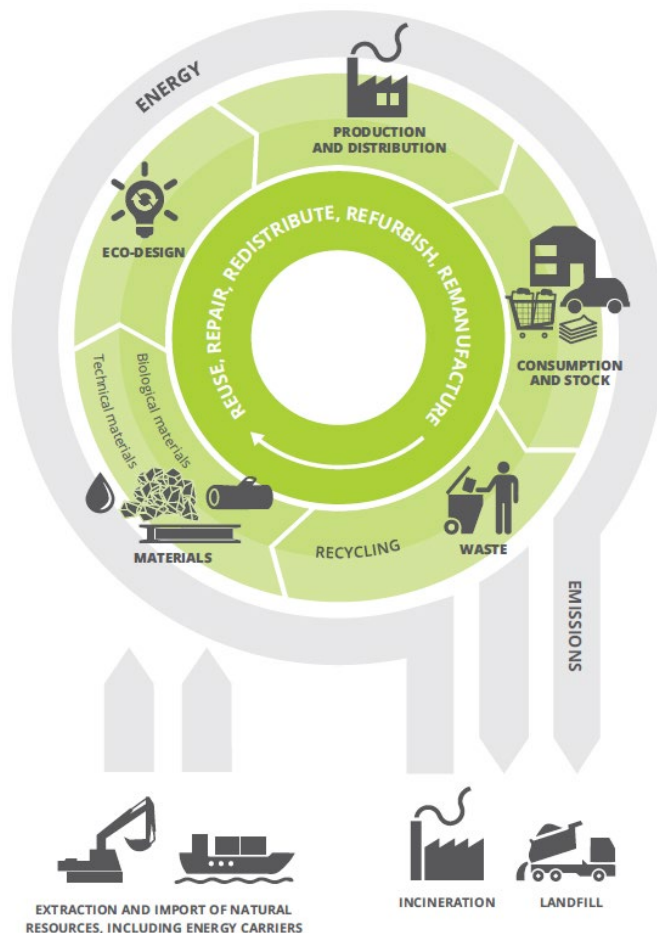 ENERGY
PRODUCTION
AND DISTRIBUTION
ECO-DESIGN
REUSE, REPAIR, REDISTRIBUTE, REFURBISH, REMANUFACTURE
CONSUMPTION
AND STOCK
Technical materials
Biological materials
MATERIALS
RECYCLING
WASTE
EMISSIONS
EXTRACTION AND IMPORT OF NATURAL
RESOURCES, INCLUDING ENERGY CARRIERS
INCINERATION
LANDFILL